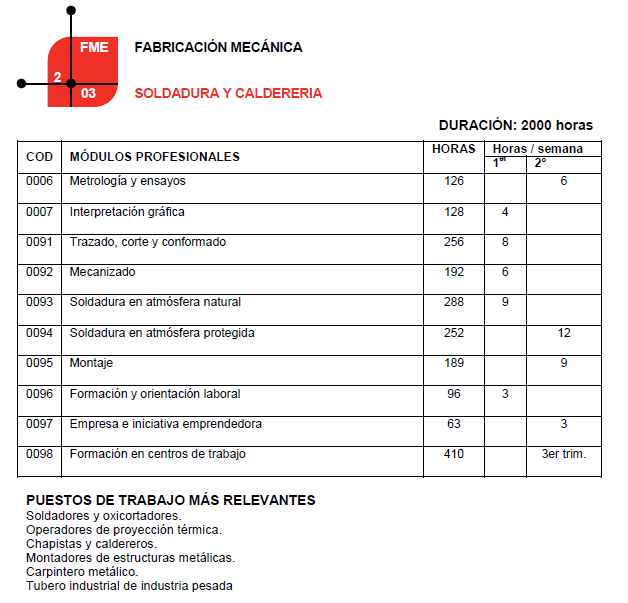 FME
2
03
FABRICACIÓN MECÁNICA
SOLDADURA Y CALDERERIA
DURACIÓN: 2000 horas
COD MÓDULOS PROFESIONALES HORAS Horas / semana
1er 2º
0006 Metrología y ensayos 126 6
0007 Interpretación gráfica 128 4
0091 Trazado, corte y conformado 256 8
0092 Mecanizado 192 6
0093 Soldadura en atmósfera natural 288 9
0094 Soldadura en atmósfera protegida 252 12
0095 Montaje 189 9
0096 Formación y orientación laboral 96 3
0097 Empresa e iniciativa emprendedora 63 3
0098 Formación en centros de trabajo 410 3er trim.
PUESTOS DE TRABAJO MÁS RELEVANTES
Soldadores y oxicortadores.
Operadores de proyección térmica.
Chapistas y caldereros.
Montadores de estructuras metálicas.
Carpintero metálico.
Tubero industrial de industria pesada